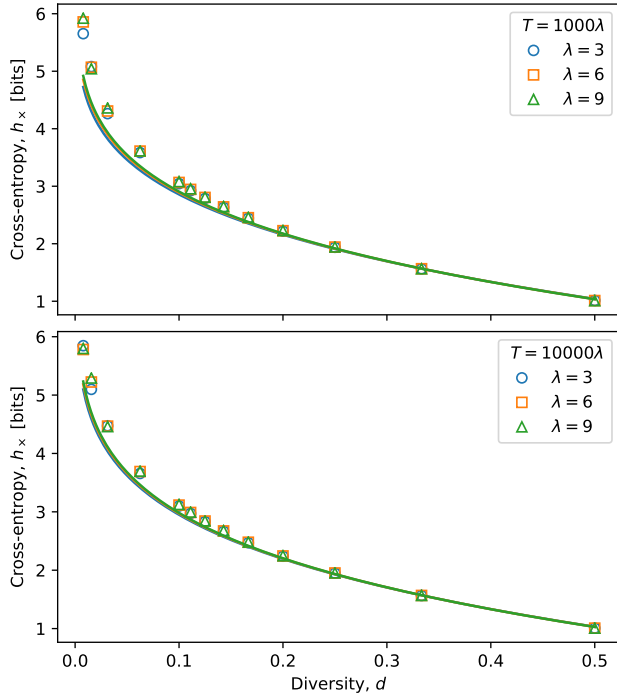 6
5
4
3
2
1
Cross-entropy, h× [bits]
T = 1000λ
λ = 3
λ = 6
λ = 9
6
5
4
3
2
1
Cross-entropy, h× [bits]
T = 10000λ
λ = 3
λ = 6
λ = 9
0.0 0.1 0.2 0.3 0.4 0.5
Diversity, d